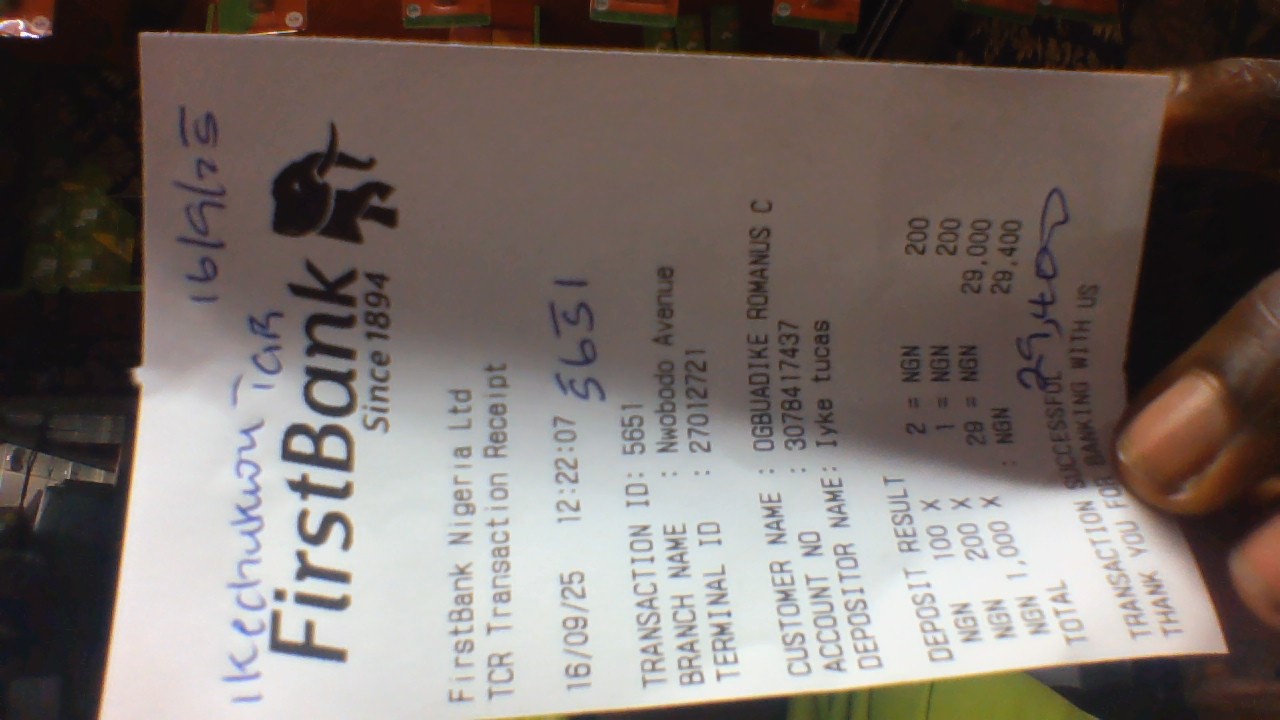 16/9/25
Ikechukwu IGR
FirstBank
Since 1894
FirstBank Nigeria Ltd
TCR Transaction Receipt
16/09/25 12:22:07
5651
TRANSACTION ID: 5651
BRANCH NAME : Nwobodo Avenue
TERMINAL ID : 27012721
CUSTOMER NAME : OGBUADIKE ROMANUS C
ACCOUNT NO : 3078417437
DEPOSITOR NAME: Iyke tucas
DEPOSIT RESULT
NGN 100 X 2 = NGN 200
NGN 200 X 1 = NGN 200
NGN 1,000 X 29 = NGN 29,000
TOTAL : NGN 29,400
29,400
TRANSACTION SUCCESSFUL
THANK YOU FOR BANKING WITH US